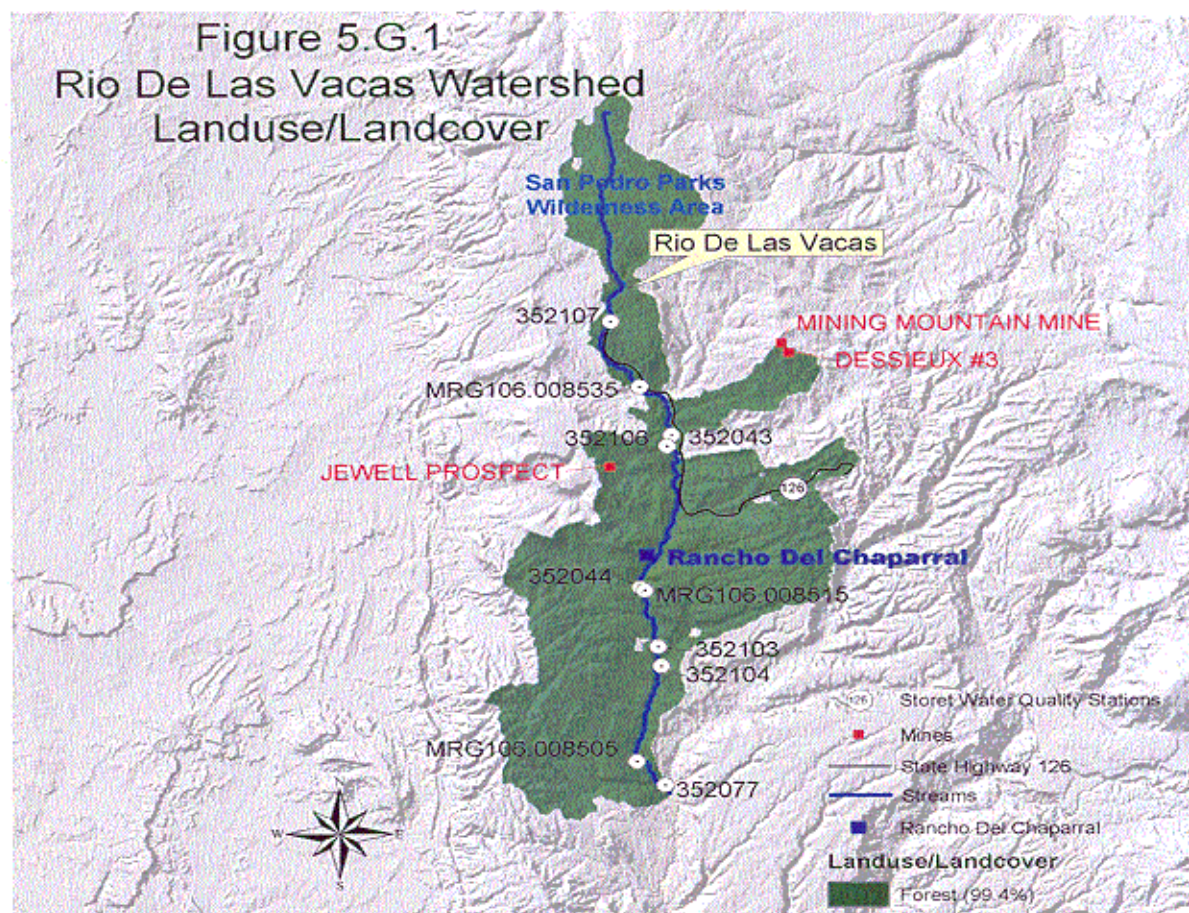 Figure 5.G.1
Rio De Las Vacas Watershed
Landuse/Landcover
San Pedro Parks
Wilderness Area
Rio De Las Vacas
352107
MINING MOUNTAIN MINE
DESSIEUX #3
MRG106.008535
352106
352043
JEWELL PROSPECT
126
Rancho Del Chaparral
352044
MRG106.008515
352103
352104
MRG106.008505
352077
N
W
E
S
126 Storet Water Quality Stations
Mines
State Highway 126
Streams
Rancho Del Chaparral
Landuse/Landcover
Forest (99.4%)